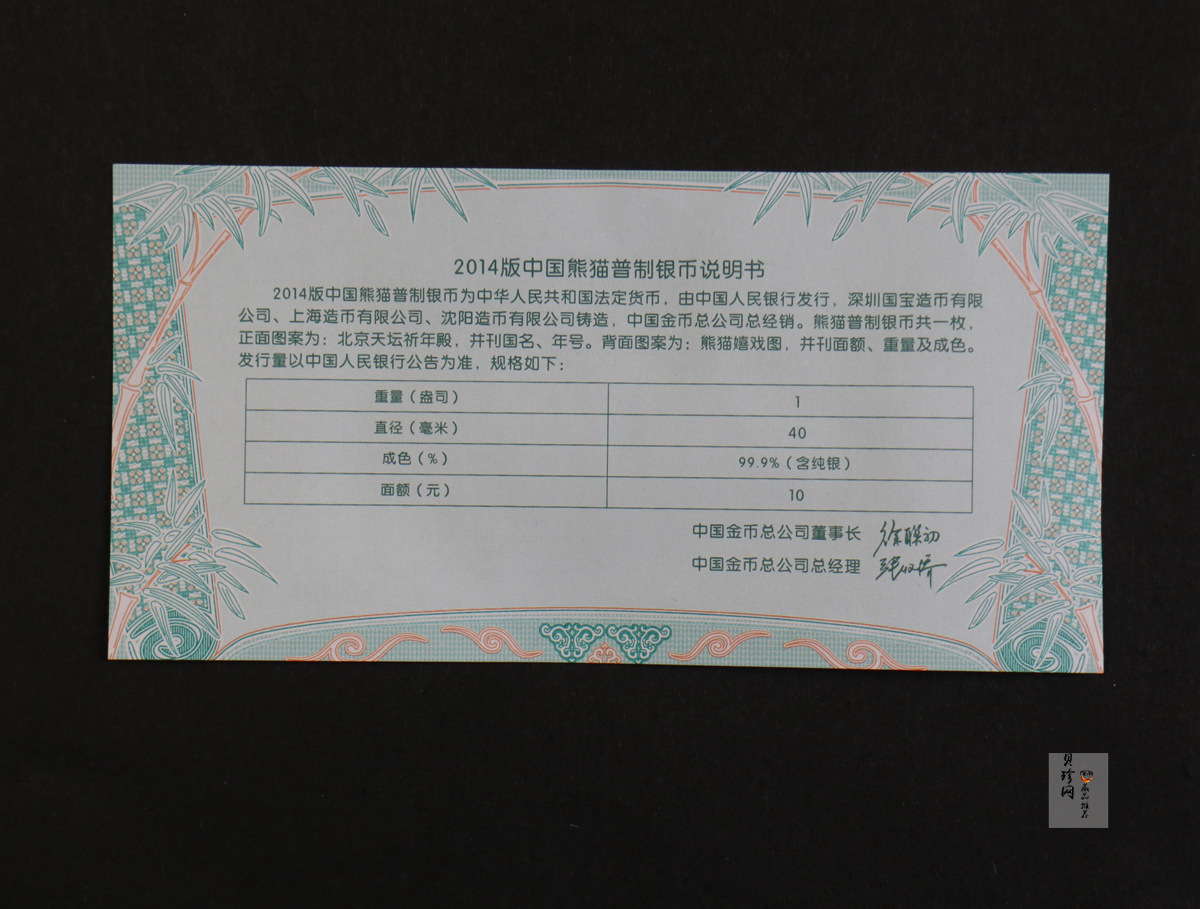 2014版中国熊猫普制银币说明书
2014版中国熊猫普制银币为中华人民共和国法定货币，由中国人民银行发行，深圳国宝造币有限
公司、上海造币有限公司、沈阳造币有限公司铸造，中国金币总公司总经销。熊猫普制银币共一枚，
正面图案为：北京天坛祈年殿，并刊国名、年号。背面图案为：熊猫嬉戏图，并刊面额、重量及成色。
发行量以中国人民银行公告为准，规格如下：
重量（盎司） 1
直径（毫米） 40
成色（%） 99.9%（含纯银）
面额（元） 10
中国金币总公司董事长 徐联初
中国金币总公司总经理
贝珍网
藏品推荐